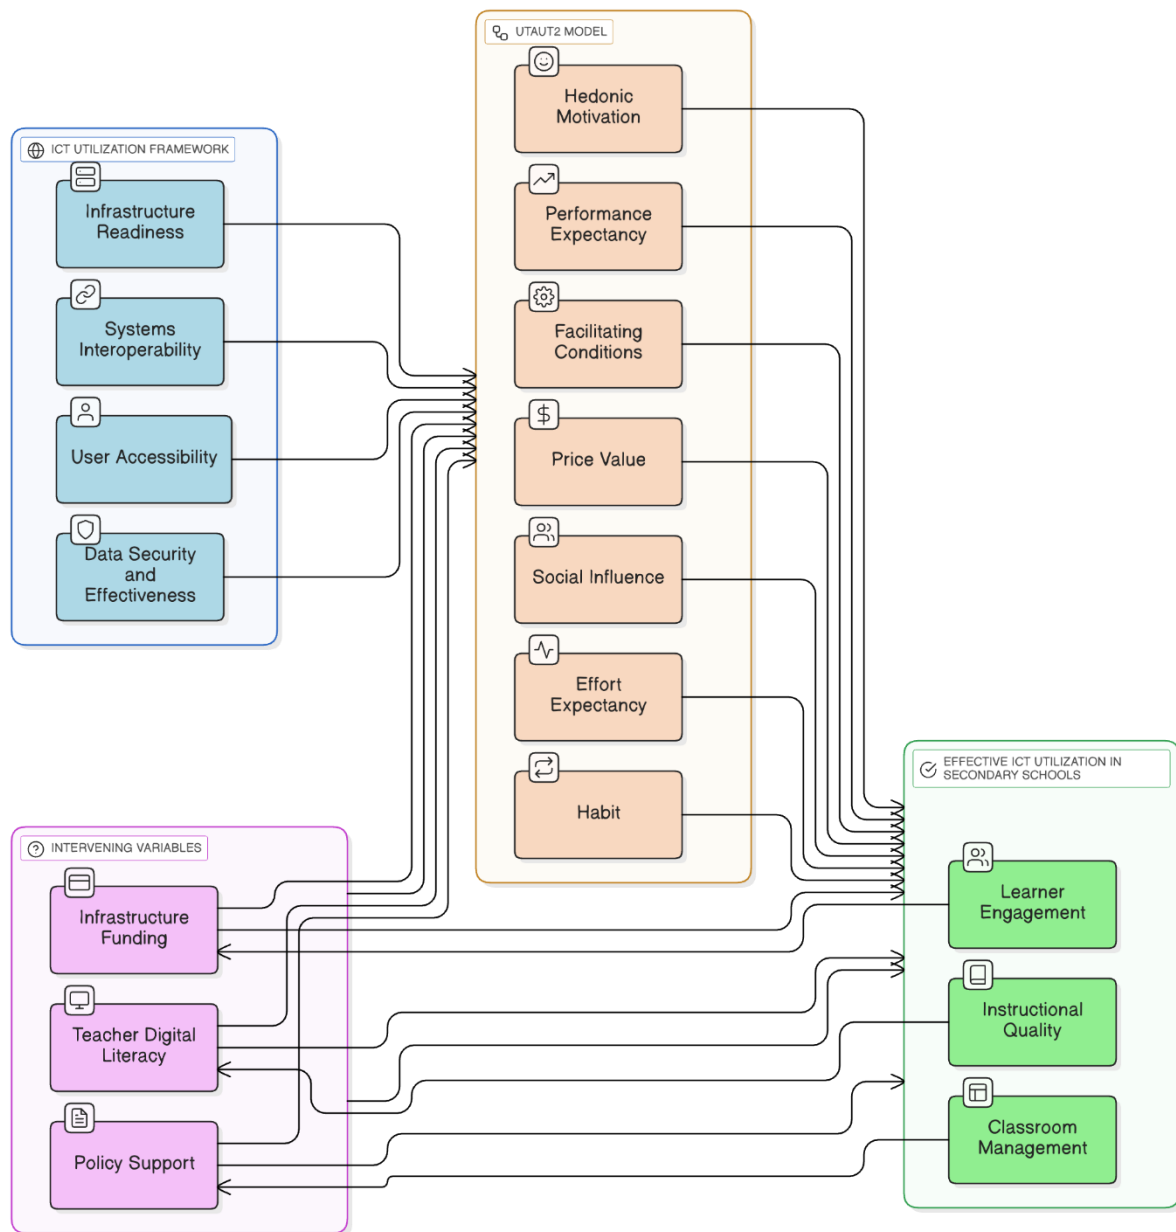 UTAUT2 MODEL
Hedonic
Motivation
Performance
Expectancy
Facilitating
Conditions
Price Value
Social Influence
Effort
Expectancy
Habit
ICT UTILIZATION FRAMEWORK
Infrastructure
Readiness
Systems
Interoperability
User Accessibility
Data Security
and
Effectiveness
INTERVENING VARIABLES
Infrastructure
Funding
Teacher Digital
Literacy
Policy Support
EFFECTIVE ICT UTILIZATION IN
SECONDARY SCHOOLS
Learner
Engagement
Instructional
Quality
Classroom
Management